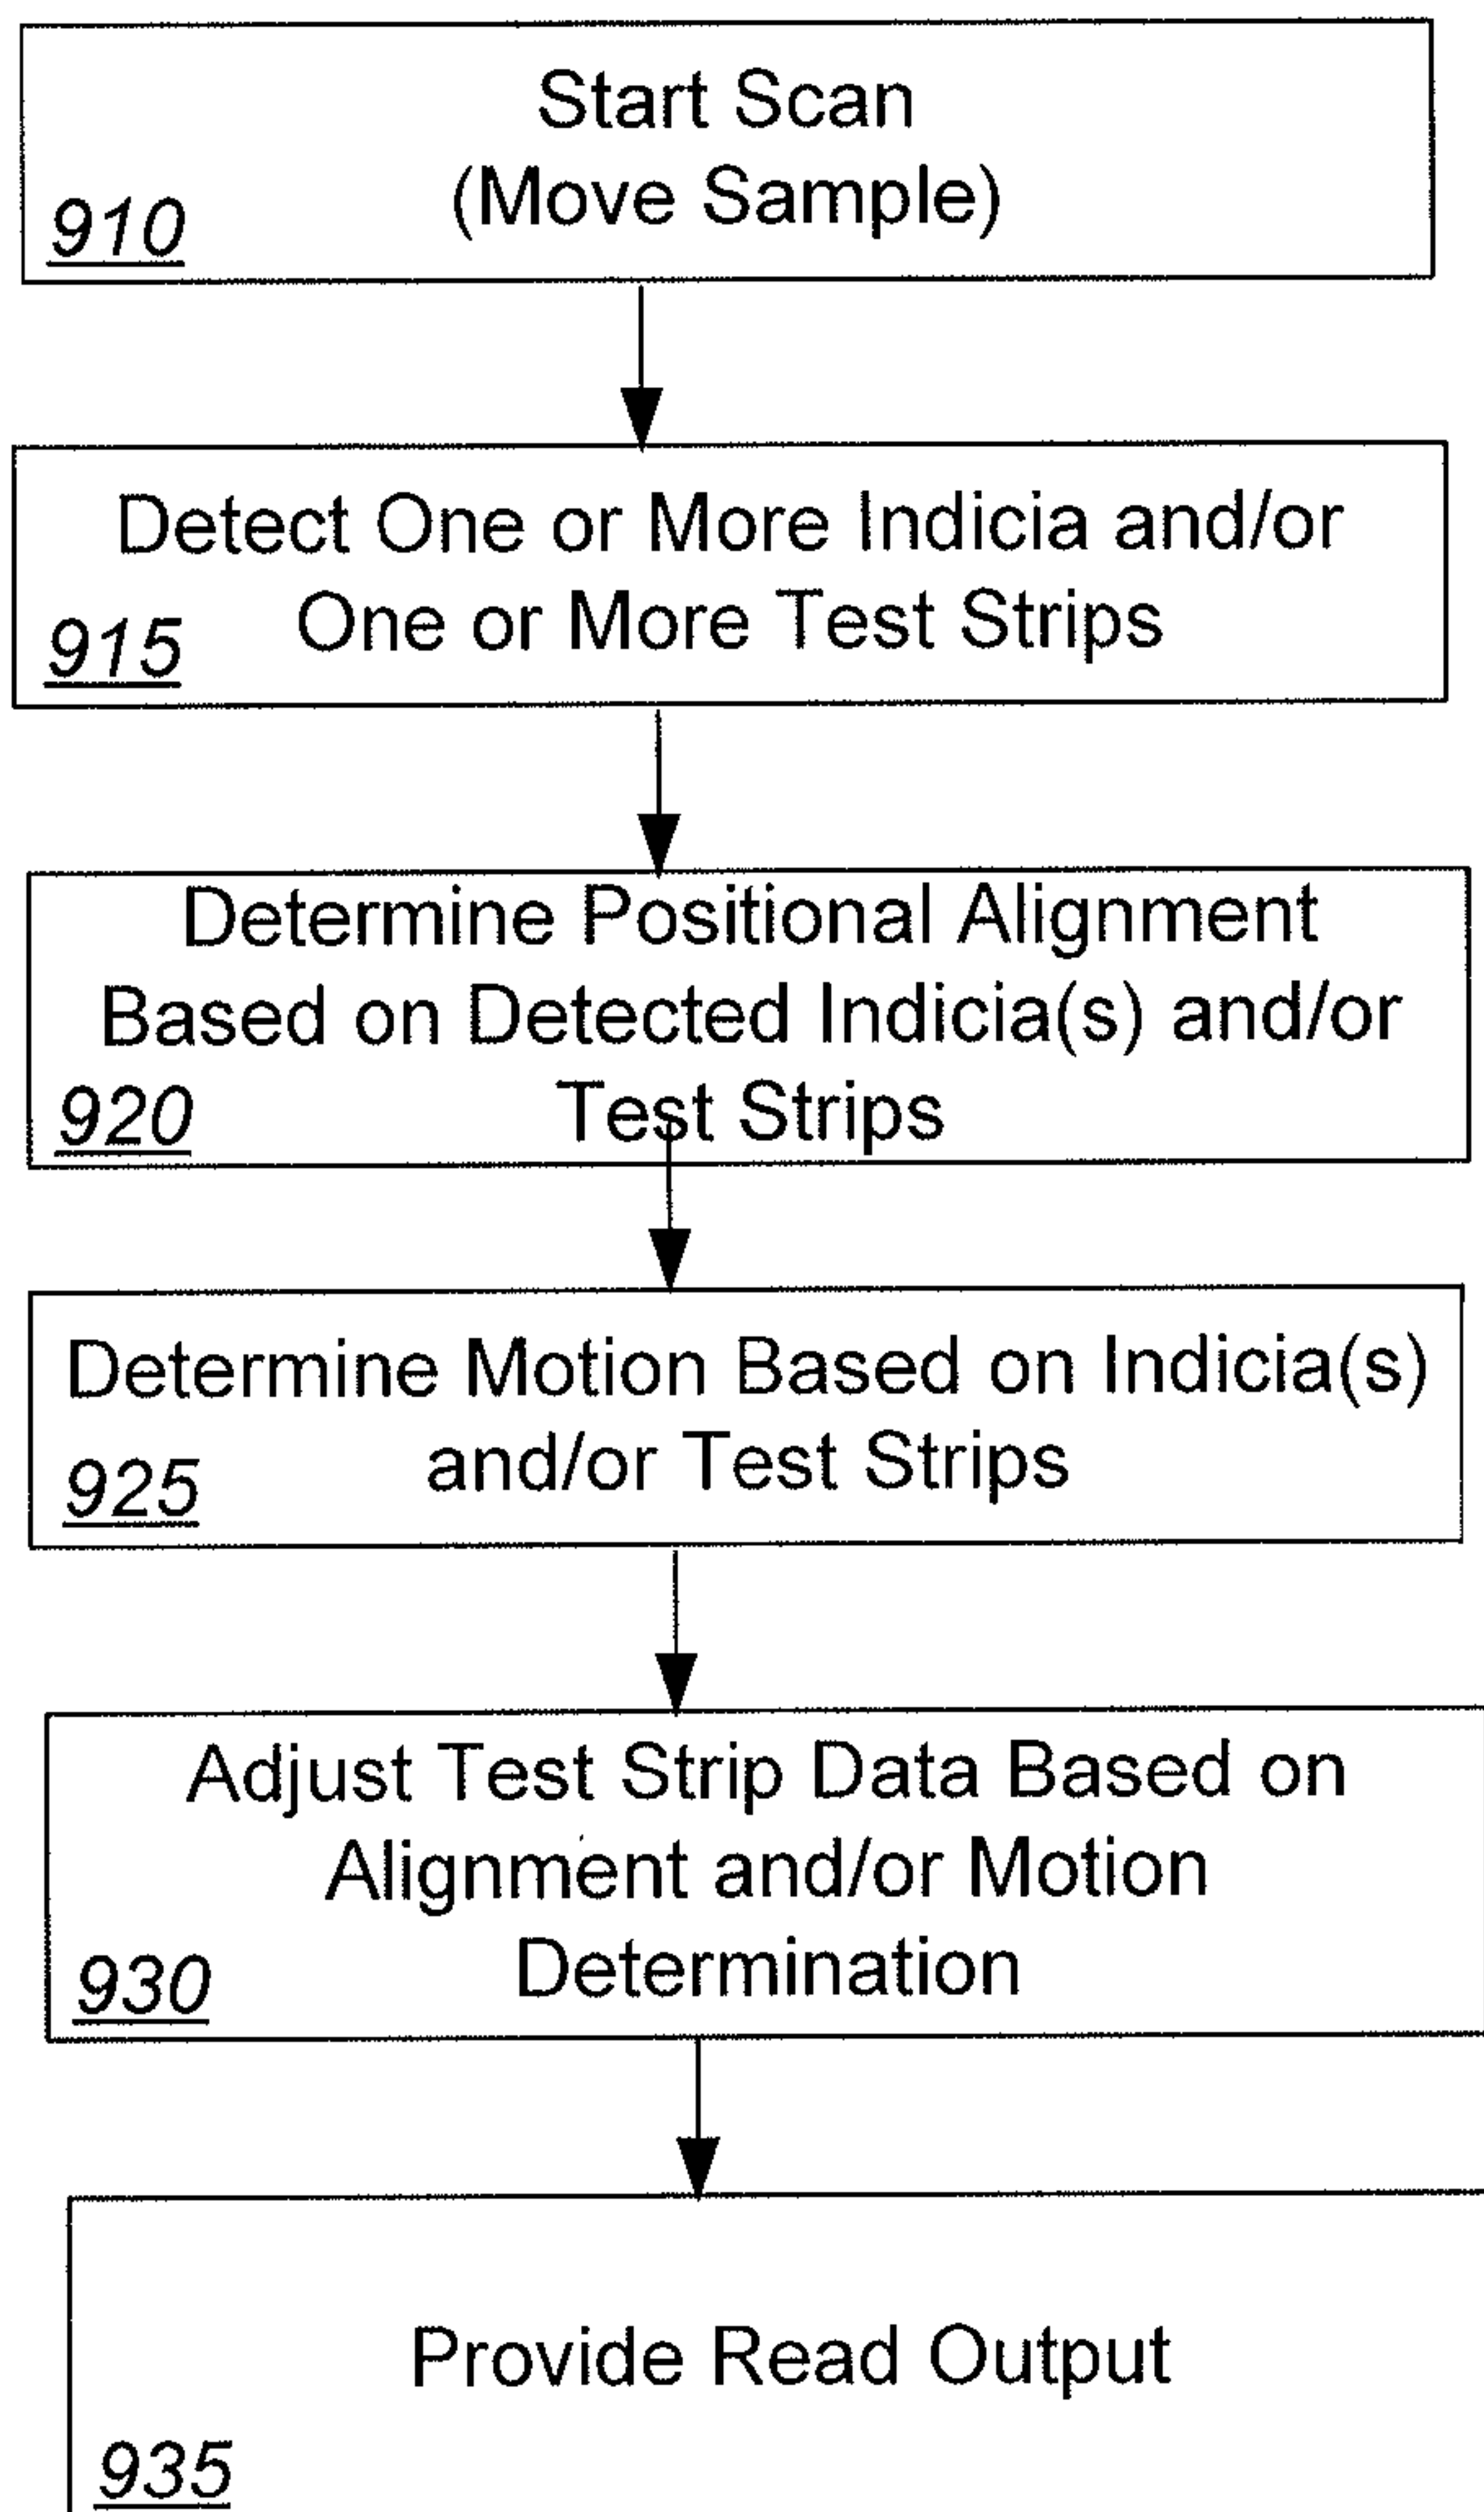 Start Scan
(Move Sample)
910
Detect One or More Indicia and/or
One or More Test Strips
915
Determine Positional Alignment
Based on Detected Indicia(s) and/or
Test Strips
920
Determine Motion Based on Indicia(s)
and/or Test Strips
925
Adjust Test Strip Data Based on
Alignment and/or Motion
Determination
930
Provide Read Output
935